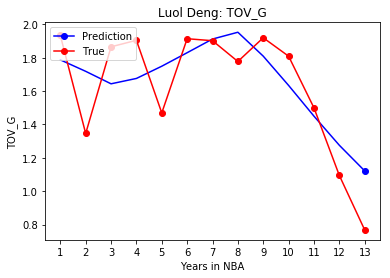 Luol Deng: TOV_G
Prediction
True
2.0
1.8
1.6
1.4
1.2
1.0
0.8
TOV_G
1 2 3 4 5 6 7 8 9 10 11 12 13
Years in NBA